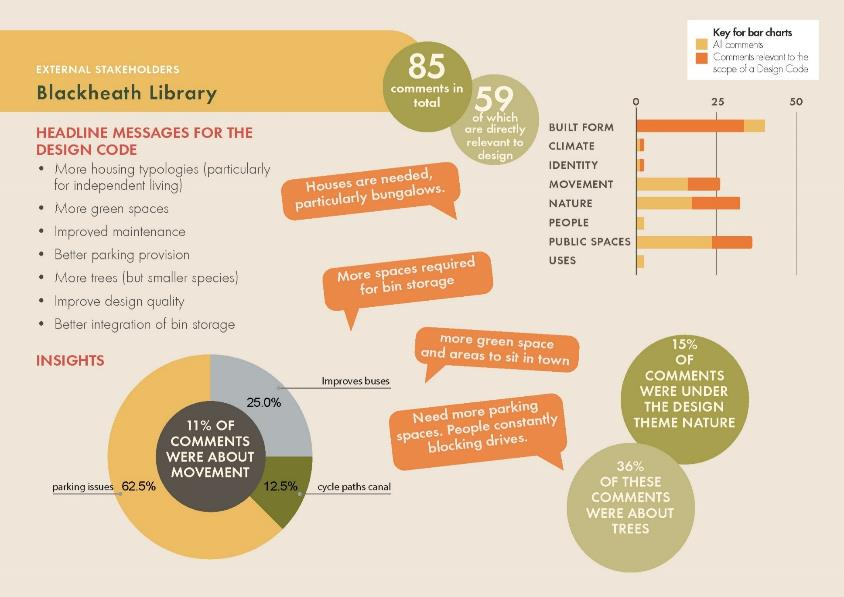 EXTERNAL STAKEHOLDERS
Blackheath Library
85
comments in
total
59
of which
are directly
relevant to
design
Key for bar charts
All comments
Comments relevant to the
scope of a Design Code
HEADLINE MESSAGES FOR THE
DESIGN CODE
• More housing typologies (particularly
for independent living)
• More green spaces
• Improved maintenance
• Better parking provision
• More trees (but smaller species)
• Improve design quality
• Better integration of bin storage
Houses are needed,
particularly bungalows.
More spaces required
for bin storage
more green space
and areas to sit in town
Need more parking
spaces. People constantly
blocking drives.
0 25 50
BUILT FORM
CLIMATE
IDENTITY
MOVEMENT
NATURE
PEOPLE
PUBLIC SPACES
USES
INSIGHTS
Improves buses
25.0%
11% OF
COMMENTS
WERE ABOUT
MOVEMENT
parking issues 62.5%
12.5% cycle paths canal
15%
OF
COMMENTS
WERE UNDER
THE DESIGN
THEME NATURE
36%
OF THESE
COMMENTS
WERE ABOUT
TREES